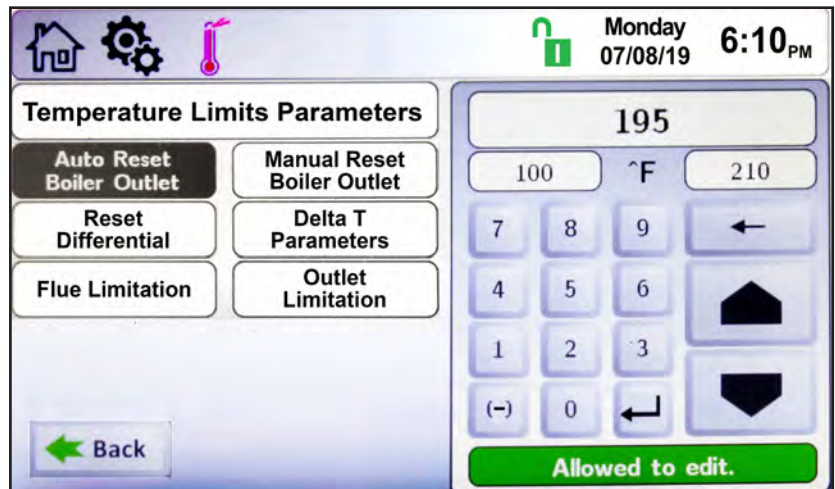 Monday
07/08/19
6:10PM
Temperature Limits Parameters
Auto Reset
Boiler Outlet
Manual Reset
Boiler Outlet
Reset
Differential
Delta T
Parameters
Flue Limitation
Outlet
Limitation
Back
195
100 ^F 210
7 8 9
4 5 6
1 2 3
(-) 0
Allowed to edit.